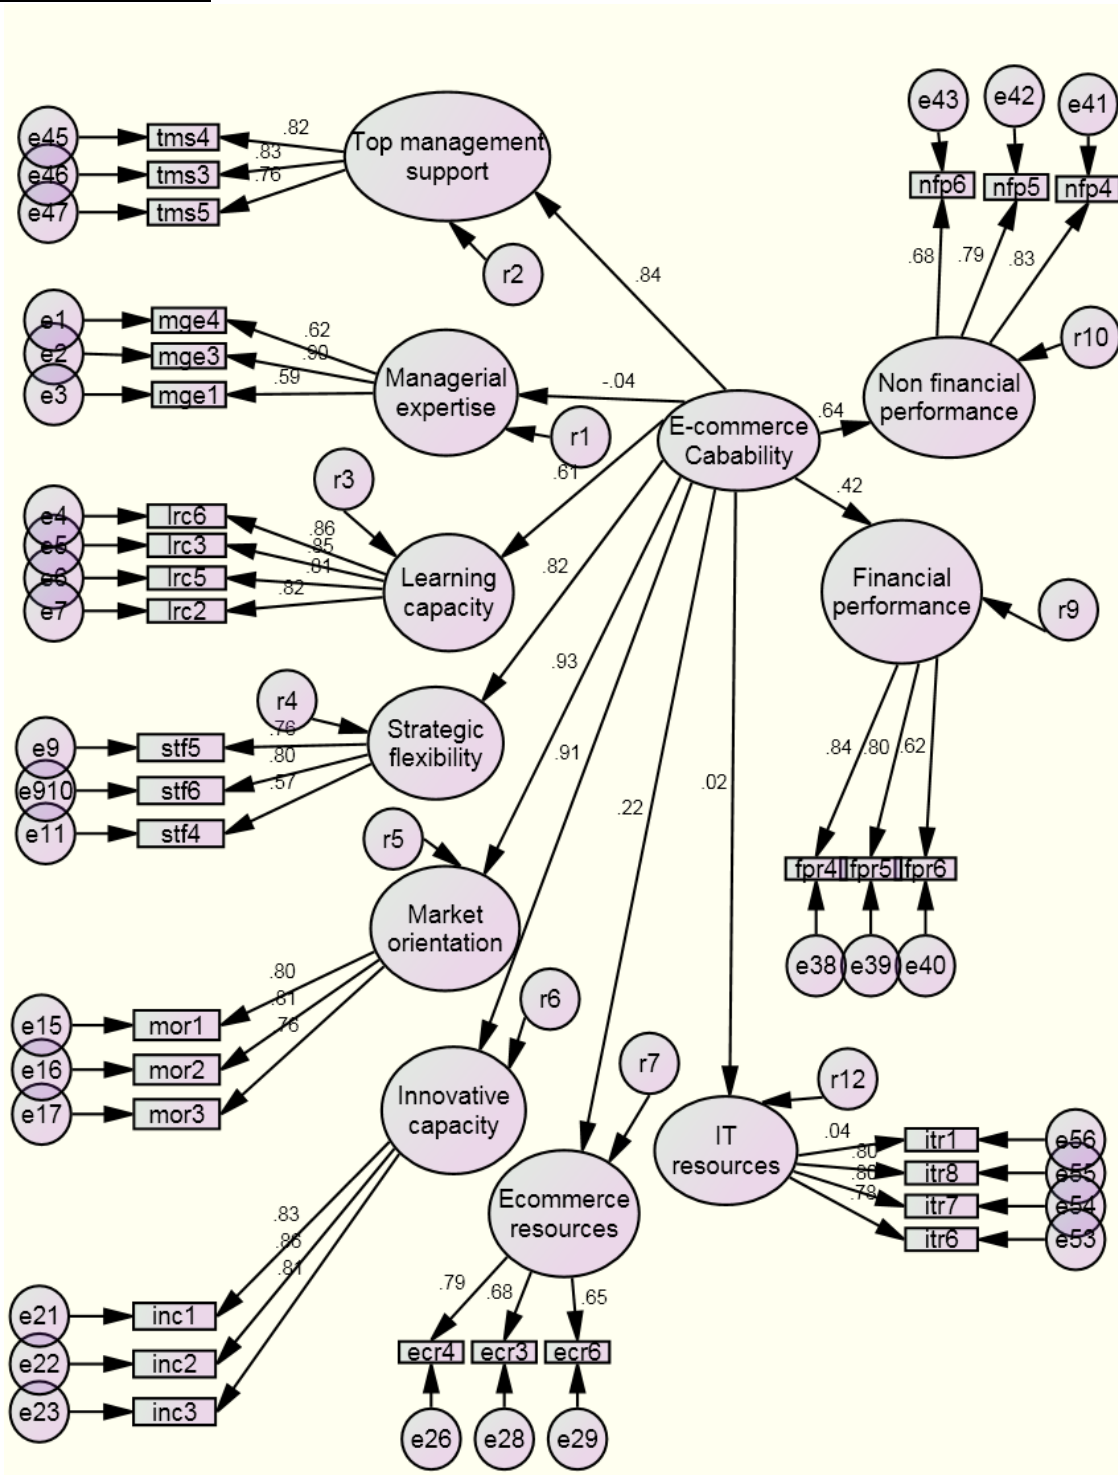 e43
e42
e41
nfp6
nfp5
nfp4
.68
.79
.83
r10
Non financial
performance
e45
tms4
.82
Top management
support
e46
tms3
.83
e47
tms5
.76
r2
.84
e1
mge4
.62
e2
mge3
.90
e3
mge1
.59
Managerial
expertise
-.04
r1
E-commerce
Cabability
.64
.42
.61
r3
e4
lrc6
.86
e5
lrc3
.85
e6
lrc5
.81
e7
lrc2
.82
Learning
capacity
.82
Financial
performance
r9
r4
.93
e9
stf5
.76
e910
stf6
.80
e11
stf4
.57
Strategic
flexibility
.91
.22
.02
.84
.80
.62
r5
fpr4
fpr5
fpr6
e38
e39
e40
Market
orientation
.80
.81
.76
e15
mor1
e16
mor2
e17
mor3
r6
r7
r12
Innovative
capacity
IT
resources
.04
itr1
e56
.80
itr8
e55
.80
itr7
e54
.78
itr6
e53
Ecommerce
resources
.83
.86
.81
e21
inc1
e22
inc2
e23
inc3
.79
.68
.65
ecr4
ecr3
ecr6
e26
e28
e29